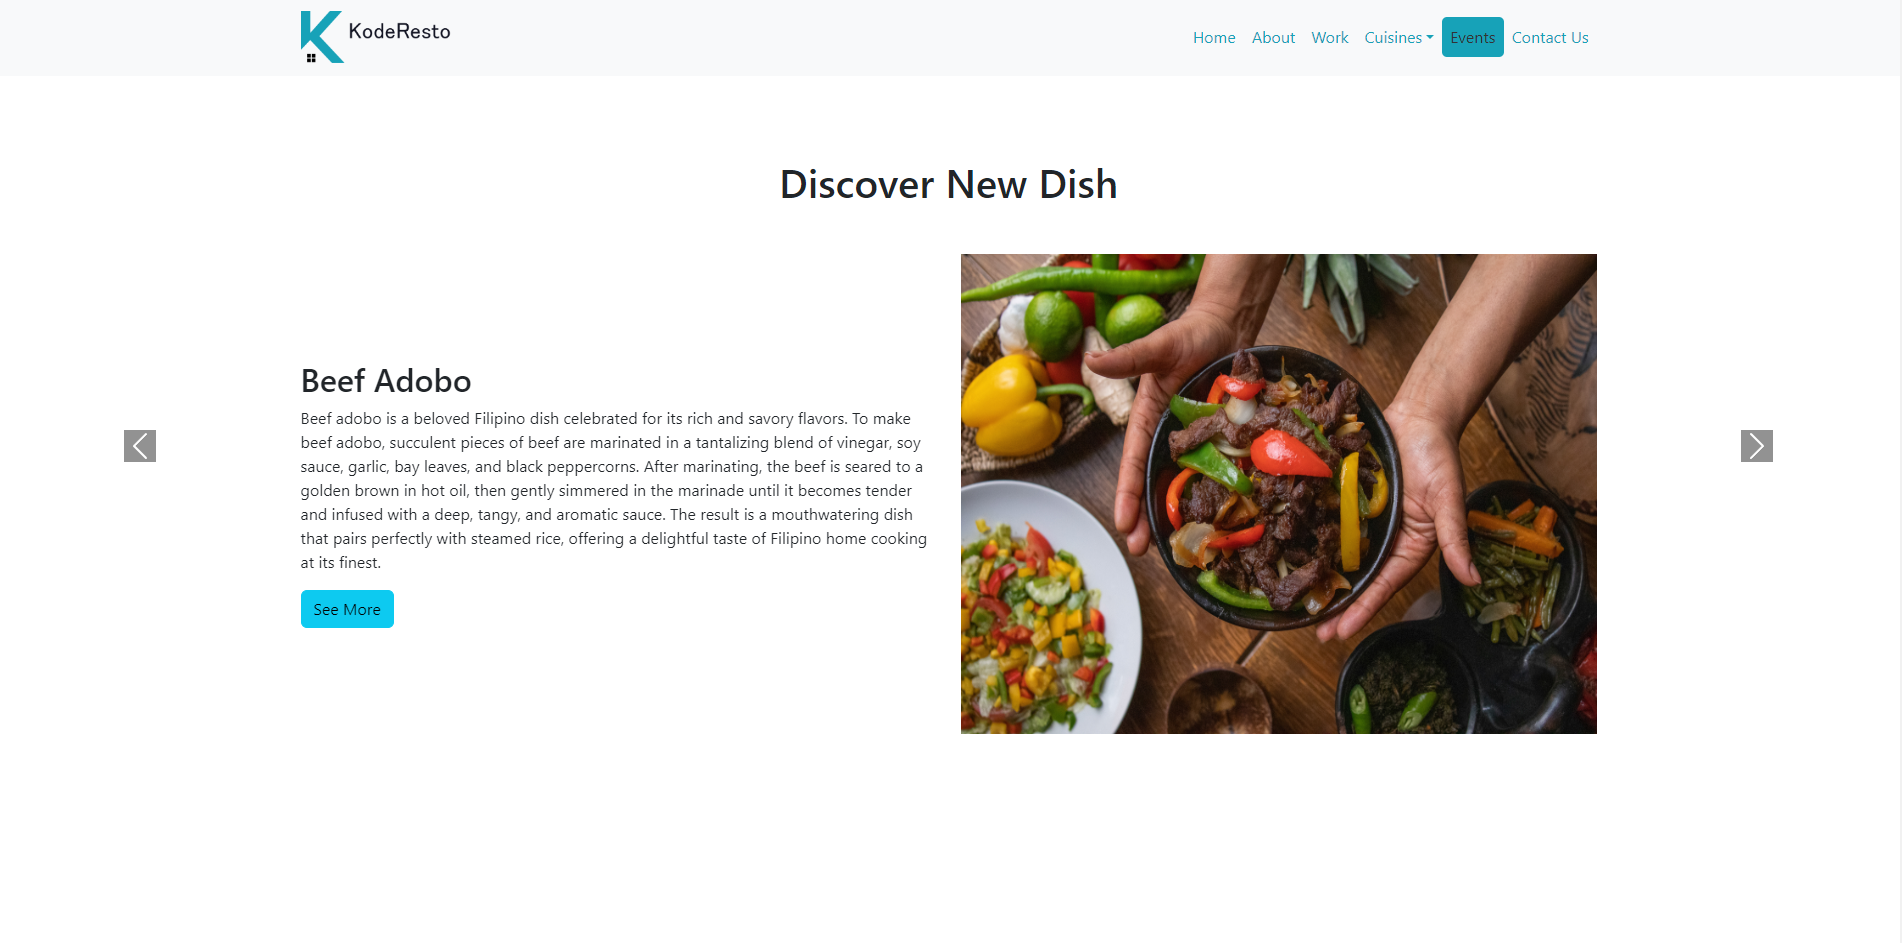 KodeResto
Home About Work Cuisines Events Contact Us
Discover New Dish
Beef Adobo
Beef adobo is a beloved Filipino dish celebrated for its rich and savory flavors. To make
beef adobo, succulent pieces of beef are marinated in a tantalizing blend of vinegar, soy
sauce, garlic, bay leaves, and black peppercorns. After marinating, the beef is seared to a
golden brown in hot oil, then gently simmered in the marinade until it becomes tender
and infused with a deep, tangy, and aromatic sauce. The result is a mouthwatering dish
that pairs perfectly with steamed rice, offering a delightful taste of Filipino home cooking
at its finest.
See More